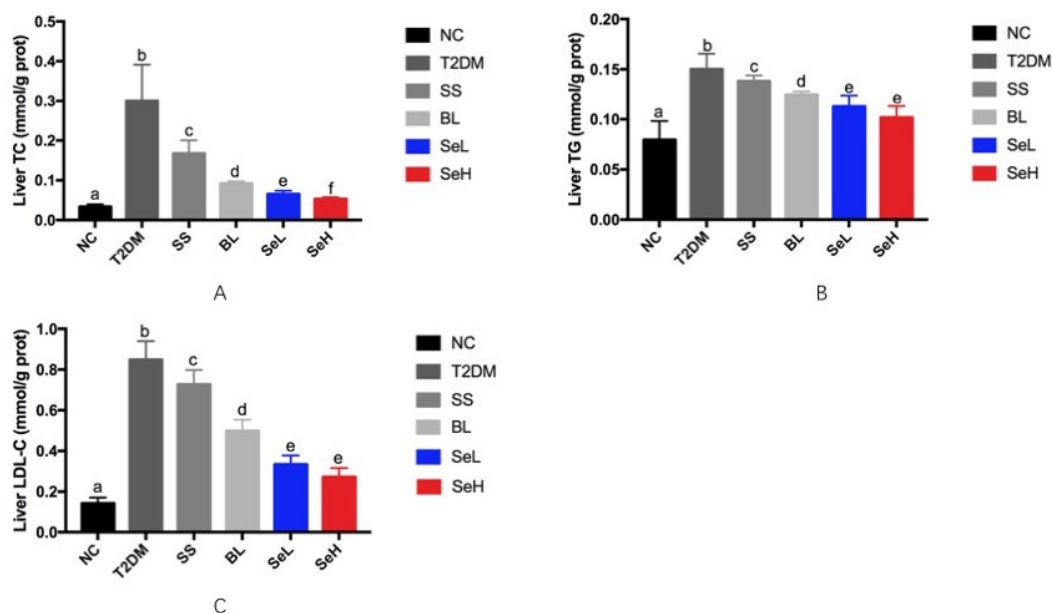 Liver TC (mmol/g prot)
0.5
0.4
0.3
0.2
0.1
0.0
a
b
c
d
e
f
NC
T2DM
SS
BL
SeL
SeH
NC
T2DM
SS
BL
SeL
SeH
A
Liver TG (mmol/g prot)
0.20
0.15
0.10
0.05
0.00
a
b
c
d
e
e
NC
T2DM
SS
BL
SeL
SeH
NC
T2DM
SS
BL
SeL
SeH
B
Liver LDL-C (mmol/g prot)
1.0
0.8
0.6
0.4
0.2
0.0
a
b
c
d
e
e
NC
T2DM
SS
BL
SeL
SeH
NC
T2DM
SS
BL
SeL
SeH
C